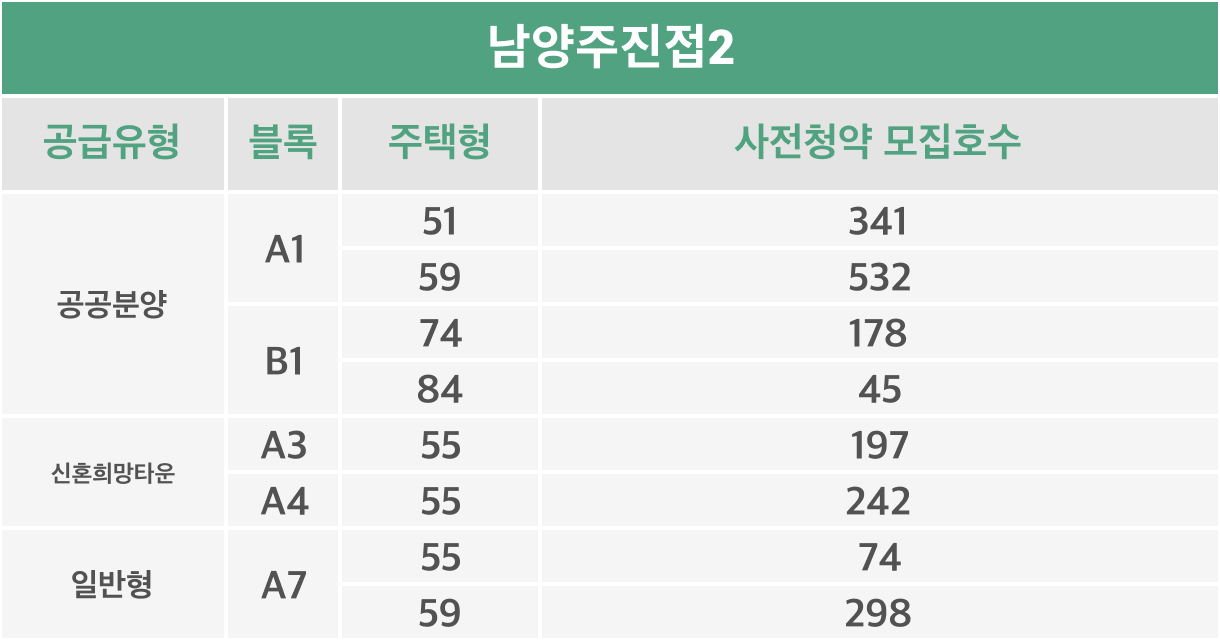 남양주진접2
공급유형 블록 주택형 사전청약 모집호수
공공분양 A1 51 341
59 532
B1 74 178
84 45
신혼희망타운 A3 55 197
A4 55 242
일반형 A7 55 74
59 298